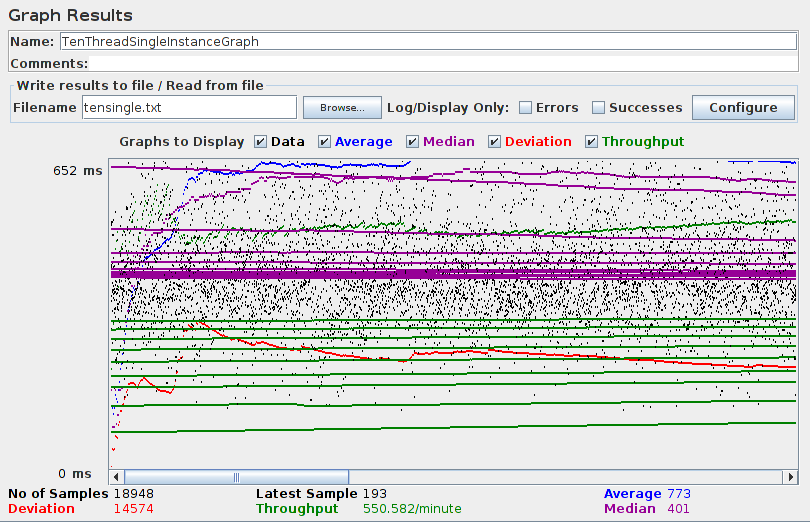 Graph Results
Name: TenThreadSingleInstanceGraph
Comments:
Write results to file / Read from file
Filename tensingle.txt Browse... Log/Display Only: Errors Successes Configure
Graphs to Display Data Average Median Deviation Throughput
652 ms
0 ms
No of Samples 18948 Latest Sample 193 Average 773
Deviation 14574 Throughput 550.582/minute Median 401